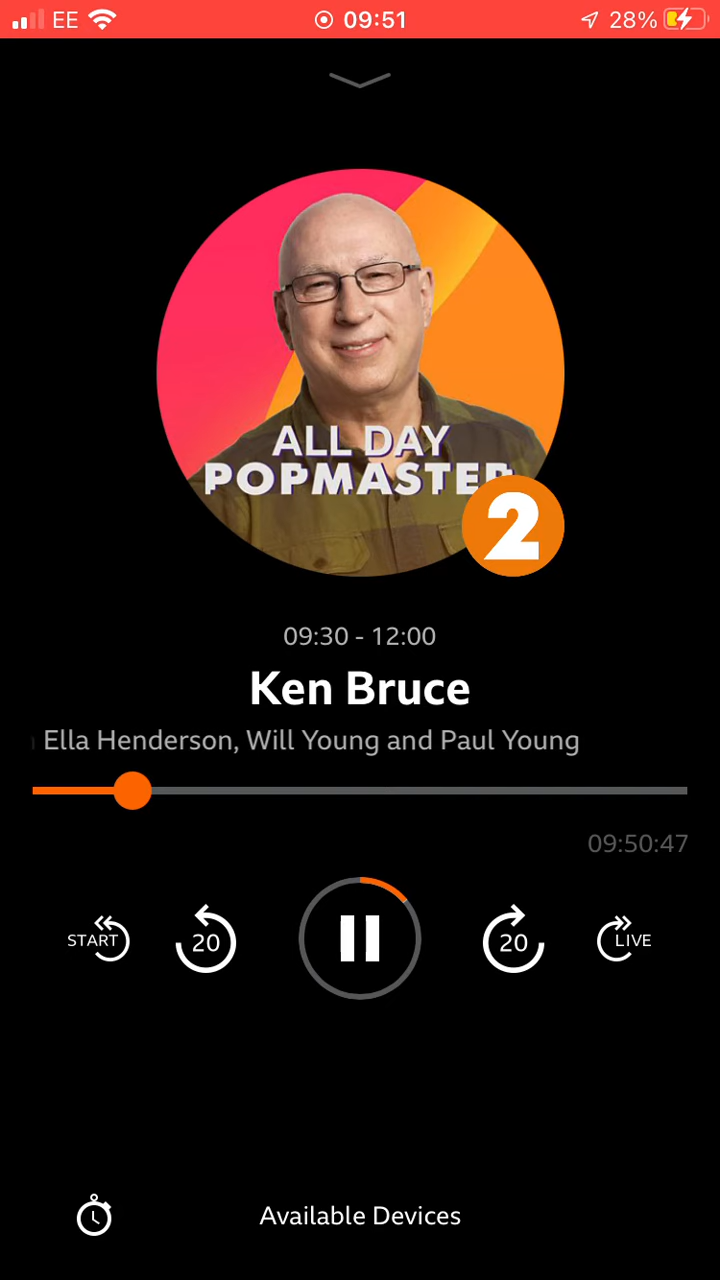 EE 09:51 28%
ALL DAY
POPMASTER
2
09:30 - 12:00
Ken Bruce
Ella Henderson, Will Young and Paul Young
09:50:47
START 20 20 LIVE
Available Devices